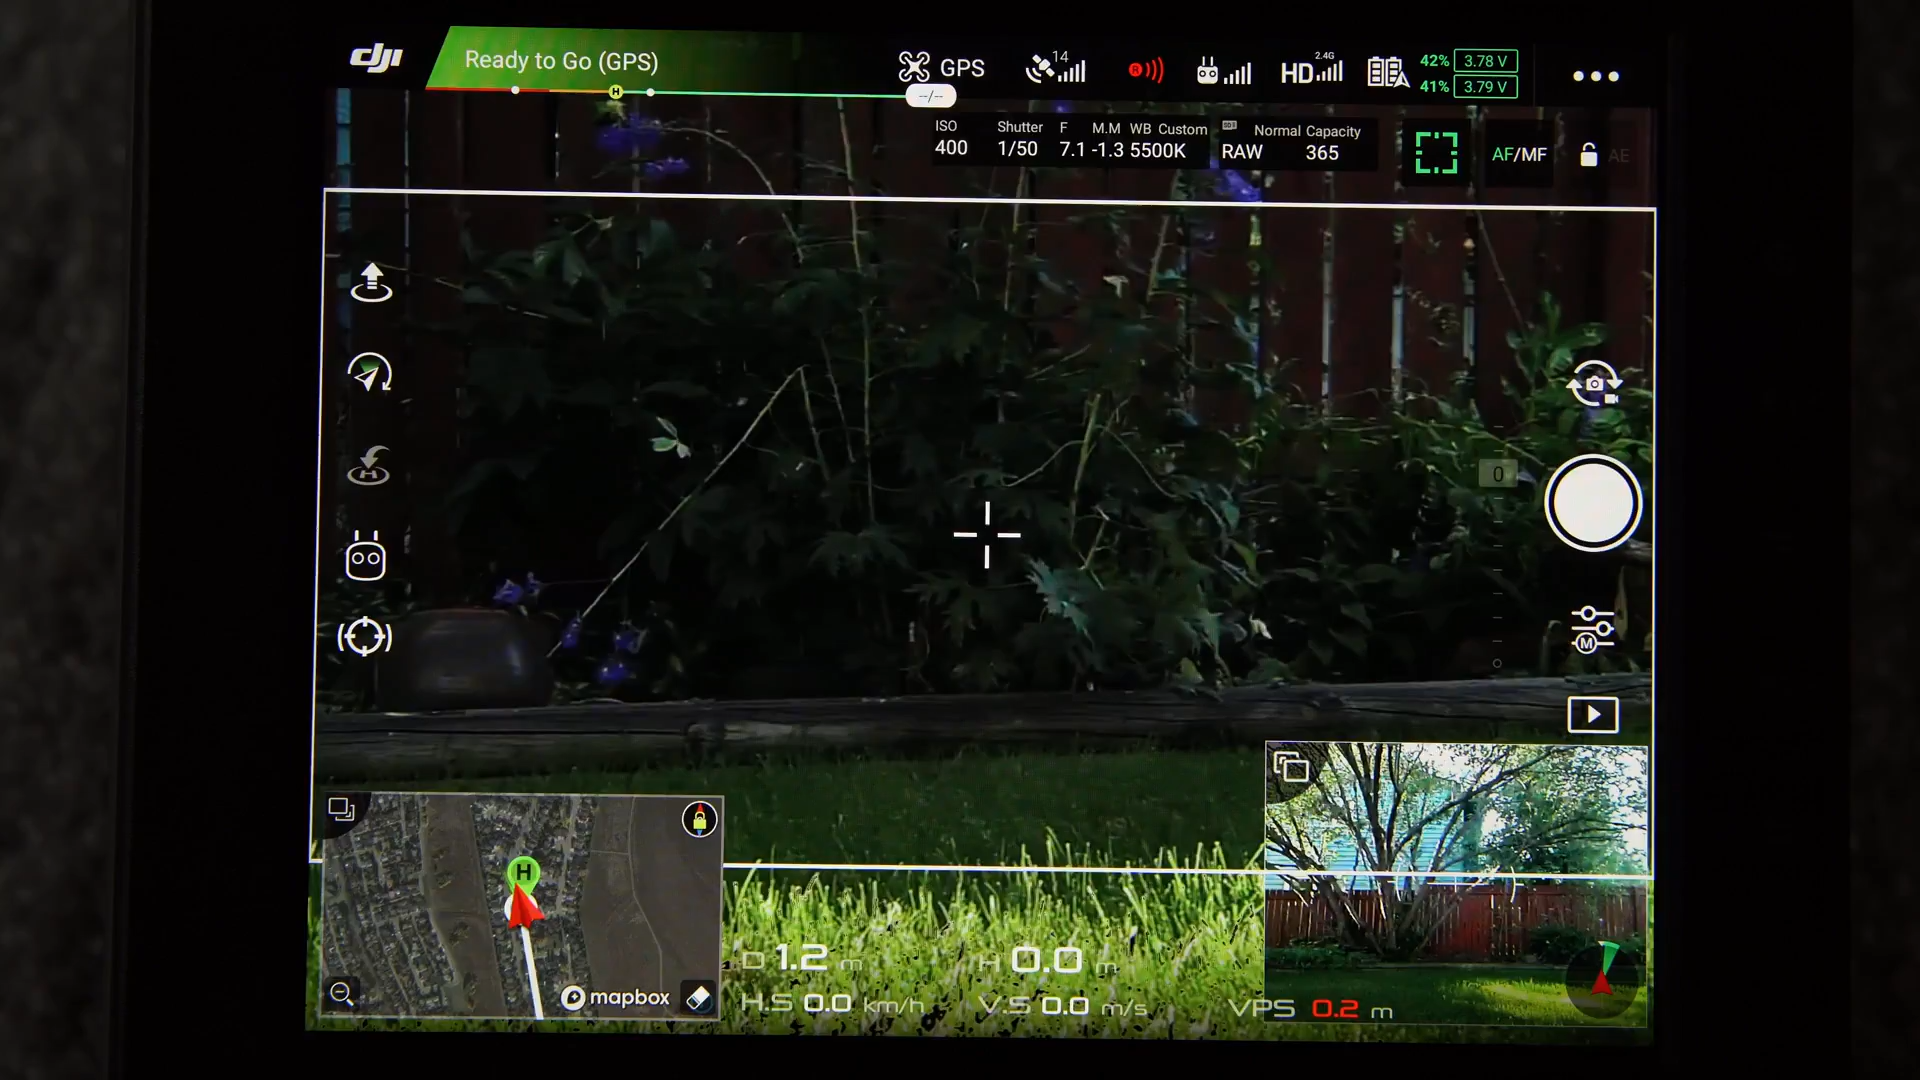 dji
Ready to Go (GPS)
GPS
14
R
HD 2.4G
42% 3.78 V
41% 3.79 V
--/--
ISO Shutter F M.M WB Custom Normal Capacity
400 1/50 7.1 -1.3 5500K RAW 365
AF/MF
AE
H
0
M
H
mapbox
D 1.2 m
H 0.0 m
H.S 0.0 km/h
V.S 0.0 m/s
VPS 0.2 m